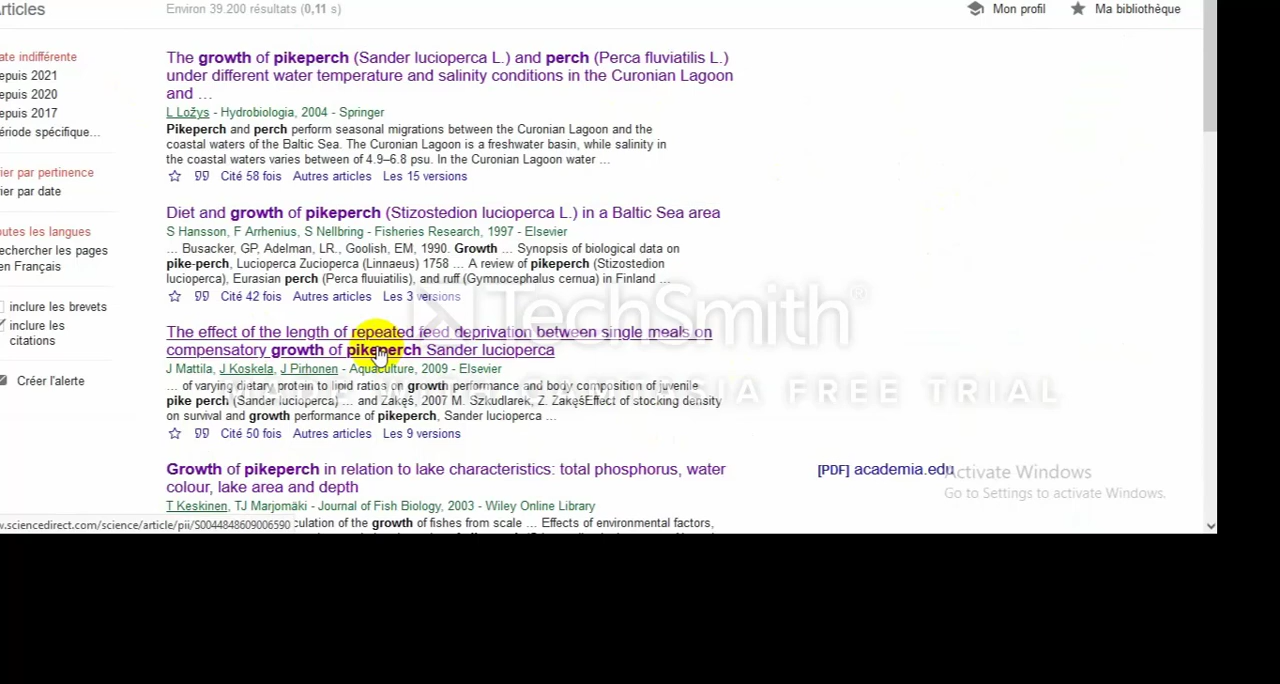 rticles
Environ 39.200 résultats (0,11 s)
Mon profil
Ma bibliothèque
ate indifférente
epuis 2021
epuis 2020
epuis 2017
ériode spécifique...
ier par pertinence
ier par date
outes les langues
echercher les pages
en Français
inclure les brevets
inclure les
citations
Créer l'alerte
The growth of pikeperch (Sander lucioperca L.) and perch (Perca fluviatilis L.)
under different water temperature and salinity conditions in the Curonian Lagoon
and …
L Ložys - Hydrobiologia, 2004 - Springer
Pikeperch and perch perform seasonal migrations between the Curonian Lagoon and the
coastal waters of the Baltic Sea. The Curonian Lagoon is a freshwater basin, while salinity in
the coastal waters varies between of 4.9–6.8 psu. In the Curonian Lagoon water ...
Cité 58 fois Autres articles Les 15 versions
Diet and growth of pikeperch (Stizostedion lucioperca L.) in a Baltic Sea area
S Hansson, F Arrhenius, S Nellbring - Fisheries Research, 1997 - Elsevier
... Busacker, GP, Adelman, LR., Goolish, EM, 1990. Growth ... Synopsis of biological data on
pike-perch, Lucioperca Zucioperca (Linnaeus) 1758 ... A review of pikeperch (Stizostedion
lucioperca), Eurasian perch (Perca fluuiatilis), and ruff (Gymnocephalus cernua) in Finland ...
Cité 42 fois Autres articles Les 3 versions
The effect of the length of repeated feed deprivation between single meals on
compensatory growth of pikeperch Sander lucioperca
J Mattila, J Koskela, J Pirhonen - Aquaculture, 2009 - Elsevier
... of varying dietary protein to lipid ratios on growth performance and body composition of juvenile
pike perch (Sander lucioperca) ... and Zakęś, 2007 M. Szkudlarek, Z. ZakęśEffect of stocking density
on survival and growth performance of pikeperch, Sander lucioperca ...
Cité 50 fois Autres articles Les 9 versions
Growth of pikeperch in relation to lake characteristics: total phosphorus, water
colour, lake area and depth
[PDF] academia.edu
T Keskinen, TJ Marjomäki - Journal of Fish Biology, 2003 - Wiley Online Library
culation of the growth of fishes from scale ... Effects of environmental factors,
w.sciencedirect.com/science/article/pii/S0044848609006590
TechSmith®
FREE TRIAL
Activate Windows
Go to Settings to activate Windows.